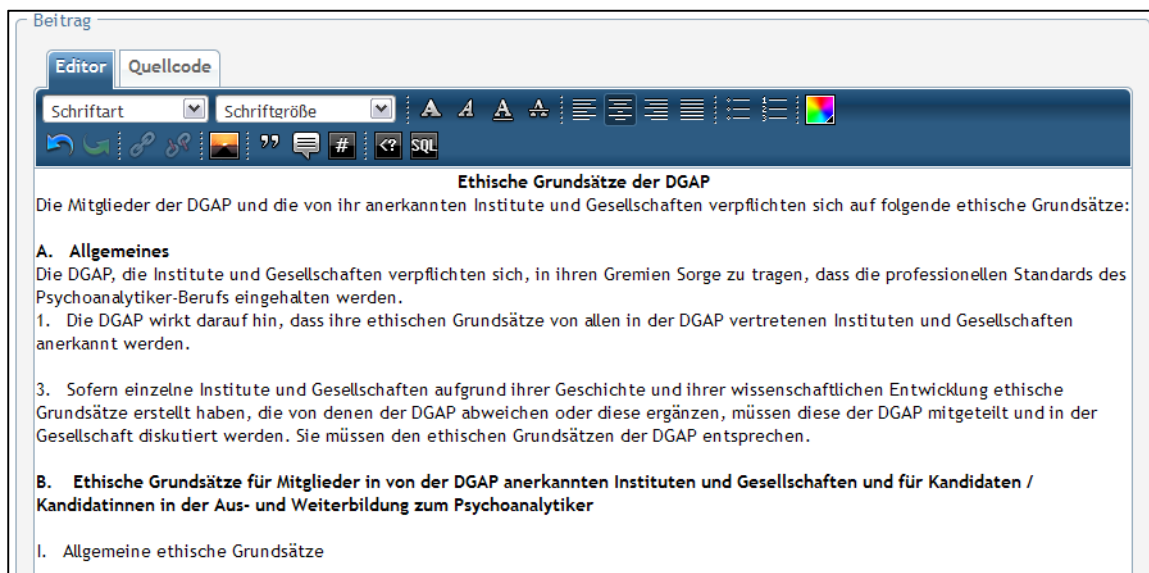 Beitrag
Editor Quellcode
Schriftart Schriftgröße A A A A
” # <? SQL
Ethische Grundsätze der DGAP
Die Mitglieder der DGAP und die von ihr anerkannten Institute und Gesellschaften verpflichten sich auf folgende ethische Grundsätze:
A. Allgemeines
Die DGAP, die Institute und Gesellschaften verpflichten sich, in ihren Gremien Sorge zu tragen, dass die professionellen Standards des
Psychoanalytiker-Berufs eingehalten werden.
1. Die DGAP wirkt darauf hin, dass ihre ethischen Grundsätze von allen in der DGAP vertretenen Instituten und Gesellschaften
anerkannt werden.
3. Sofern einzelne Institute und Gesellschaften aufgrund ihrer Geschichte und ihrer wissenschaftlichen Entwicklung ethische
Grundsätze erstellt haben, die von denen der DGAP abweichen oder diese ergänzen, müssen diese der DGAP mitgeteilt und in der
Gesellschaft diskutiert werden. Sie müssen den ethischen Grundsätzen der DGAP entsprechen.
B. Ethische Grundsätze für Mitglieder in von der DGAP anerkannten Instituten und Gesellschaften und für Kandidaten /
Kandidatinnen in der Aus- und Weiterbildung zum Psychoanalytiker
I. Allgemeine ethische Grundsätze